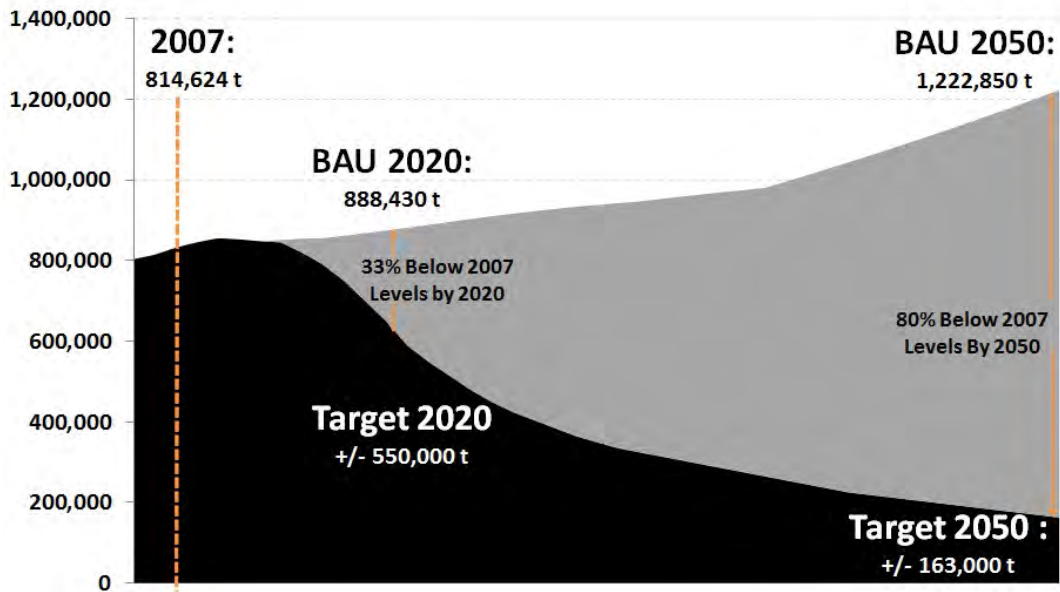 1,400,000
1,200,000
1,000,000
800,000
600,000
400,000
200,000
0
2007:
814,624 t
BAU 2020:
888,430 t
33% Below 2007
Levels by 2020
Target 2020
+/- 550,000 t
BAU 2050:
1,222,850 t
80% Below 2007
Levels By 2050
Target 2050 :
+/- 163,000 t